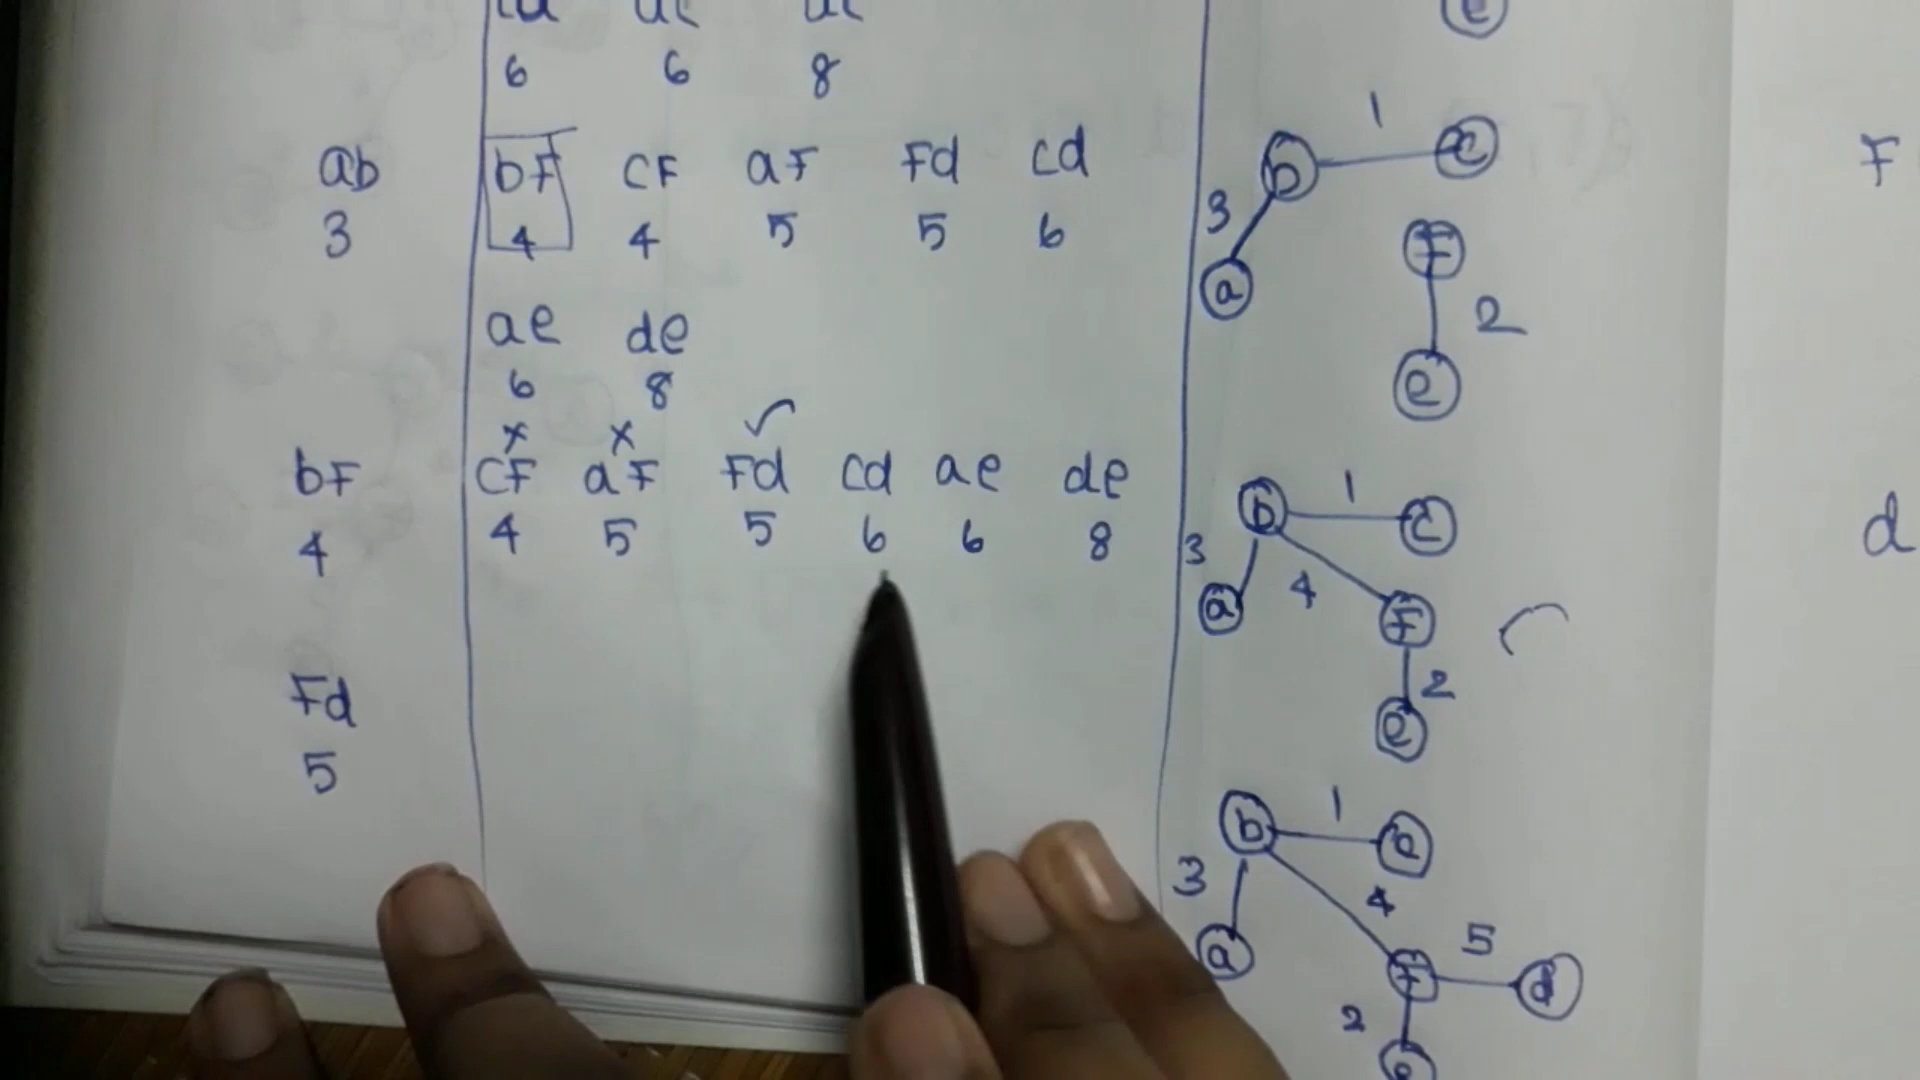 6 6 8
ab bF CF aF Fd cd
3 4 4 5 5 6
ae de
6 8
x x ✓
bF CF aF Fd cd ae de
4 4 5 5 6 6 8
Fd
5
e
b 1 c
3
a
F
2
e
b 1 c
3 4
a F
2
e
b 1
3 4
a F 5 d
2
F
d